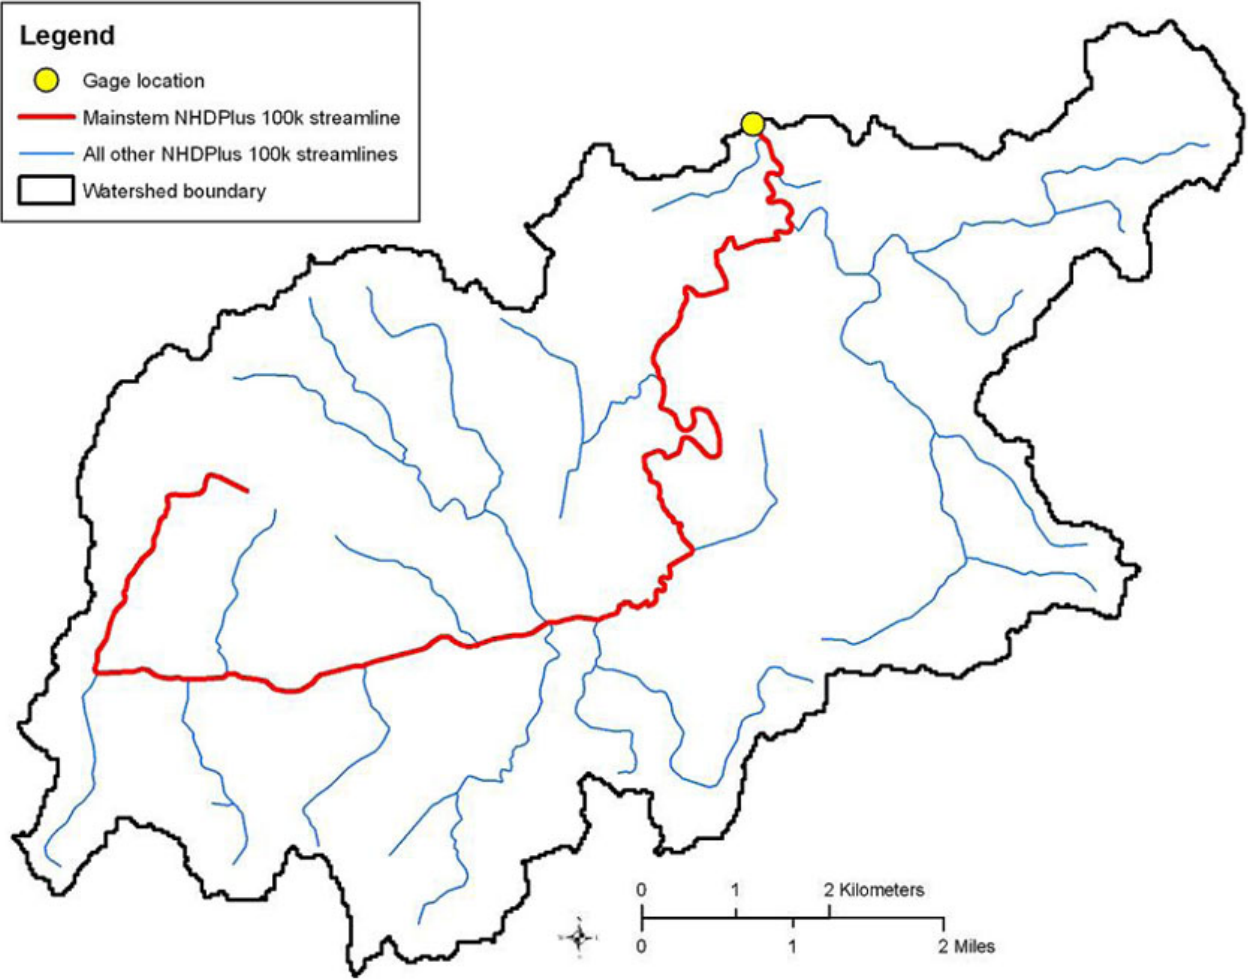 Legend
Gage location
Mainstem NHDPlus 100k streamline
All other NHDPlus 100k streamlines
Watershed boundary
0 1 2 Kilometers
0 1 2 Miles